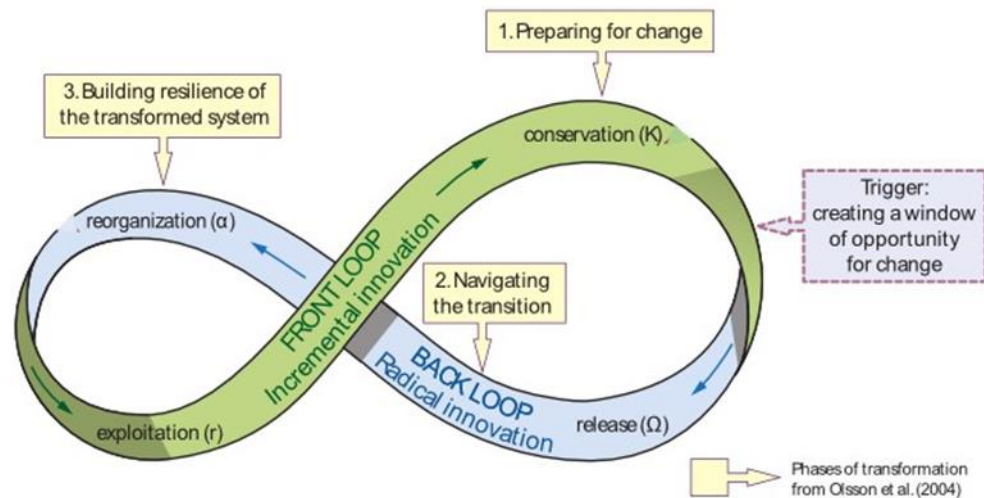 1. Preparing for change
3. Building resilience of
the transformed system
conservation (K)
Trigger:
creating a window
of opportunity
for change
reorganization (α)
2. Navigating
the transition
FRONT LOOP
Incremental innovation
BACK LOOP
Radical innovation
exploitation (r)
release (Ω)
Phases of transformation
from Olsson et al. (2004)